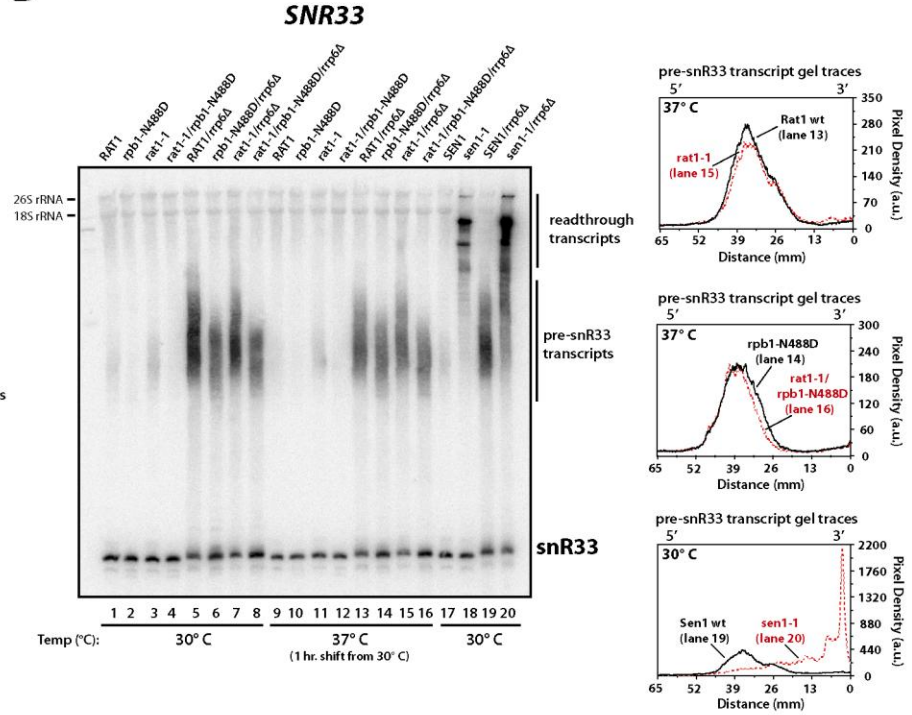 SNR33
RAT1
rpb1-N488D
rat1-1
rat1-1/rpb1-N488D
RAT1/rrp6Δ
rpb1-N488D/rrp6Δ
rat1-1/rrp6Δ
rat1-1/rpb1-N488D/rrp6Δ
RAT1
rpb1-N488D
rat1-1
rat1-1/rpb1-N488D
RAT1/rrp6Δ
rpb1-N488D/rrp6Δ
rat1-1/rrp6Δ
rat1-1/rpb1-N488D/rrp6Δ
SEN1
sen1-1
SEN1/rrp6Δ
sen1-1/rrp6Δ
26S rRNA
18S rRNA
readthrough
transcripts
pre-snR33
transcripts
s
snR33
1 2 3 4 5 6 7 8 9 10 11 12 13 14 15 16 17 18 19 20
Temp (°C): 30° C 37° C 30° C
(1 hr. shift from 30° C)
pre-snR33 transcript gel traces
5′ 3′
37° C
Rat1 wt
(lane 13)
rat1-1
(lane 15)
350
280
210
140
70
0
Pixel Density (a.u.)
65 52 39 26 13 0
Distance (mm)
pre-snR33 transcript gel traces
5′ 3′
37° C
rpb1-N488D
(lane 14)
rat1-1/
rpb1-N488D
(lane 16)
300
240
180
120
60
0
Pixel Density (a.u.)
65 52 39 26 13 0
Distance (mm)
pre-snR33 transcript gel traces
5′ 3′
30° C
Sen1 wt
(lane 19)
sen1-1
(lane 20)
2200
1760
1320
880
440
0
Pixel Density (a.u.)
65 52 39 26 13 0
Distance (mm)